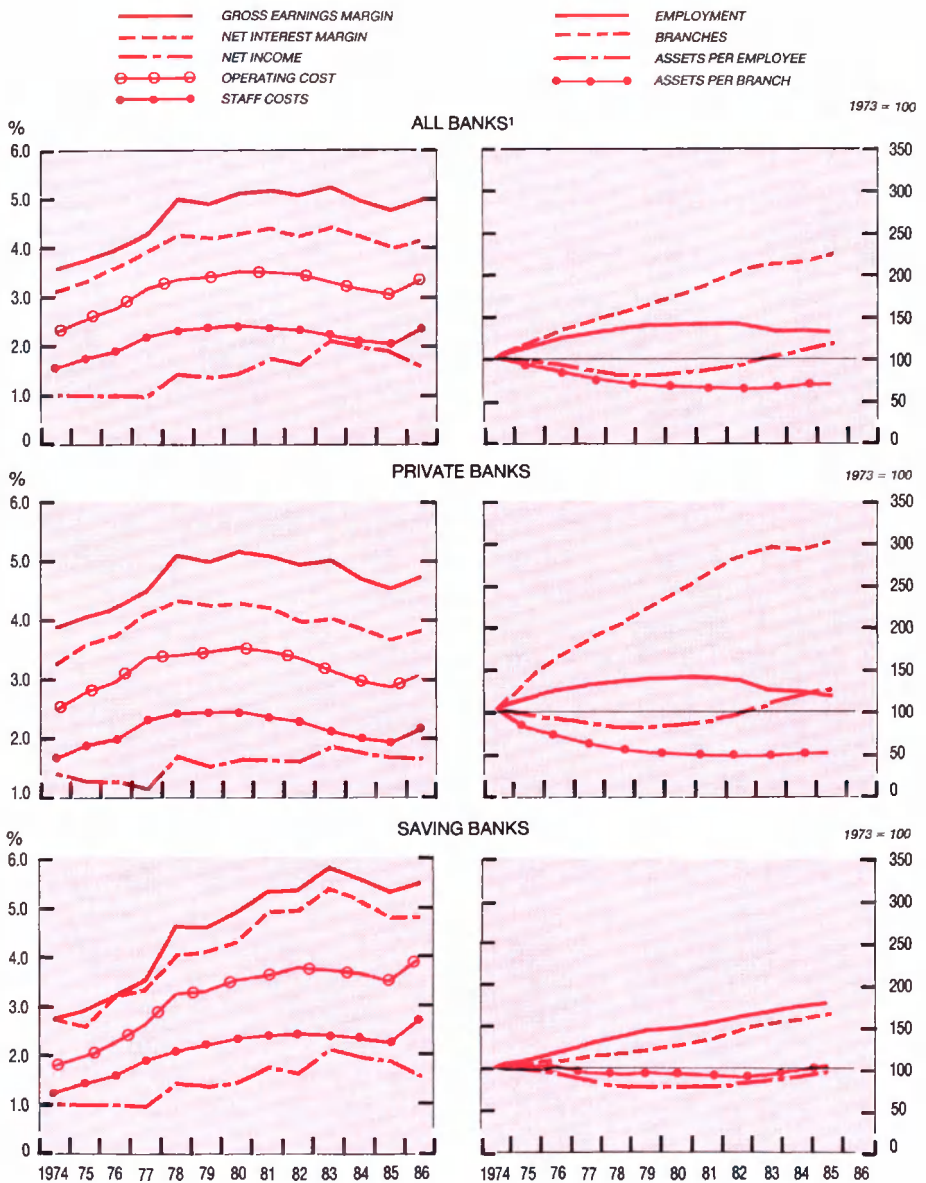 GROSS EARNINGS MARGIN
NET INTEREST MARGIN
NET INCOME
OPERATING COST
STAFF COSTS
EMPLOYMENT
BRANCHES
ASSETS PER EMPLOYEE
ASSETS PER BRANCH
ALL BANKS¹
%
1973 = 100
6.0
5.0
4.0
3.0
2.0
1.0
0
350
300
250
200
150
100
50
0
PRIVATE BANKS
%
1973 = 100
6.0
5.0
4.0
3.0
2.0
1.0
350
300
250
200
150
100
50
0
SAVING BANKS
%
1973 = 100
6.0
5.0
4.0
3.0
2.0
1.0
0
350
300
250
200
150
100
50
0
1974 75 76 77 78 79 80 81 82 83 84 85 86
1974 75 76 77 78 79 80 81 82 83 84 85 86